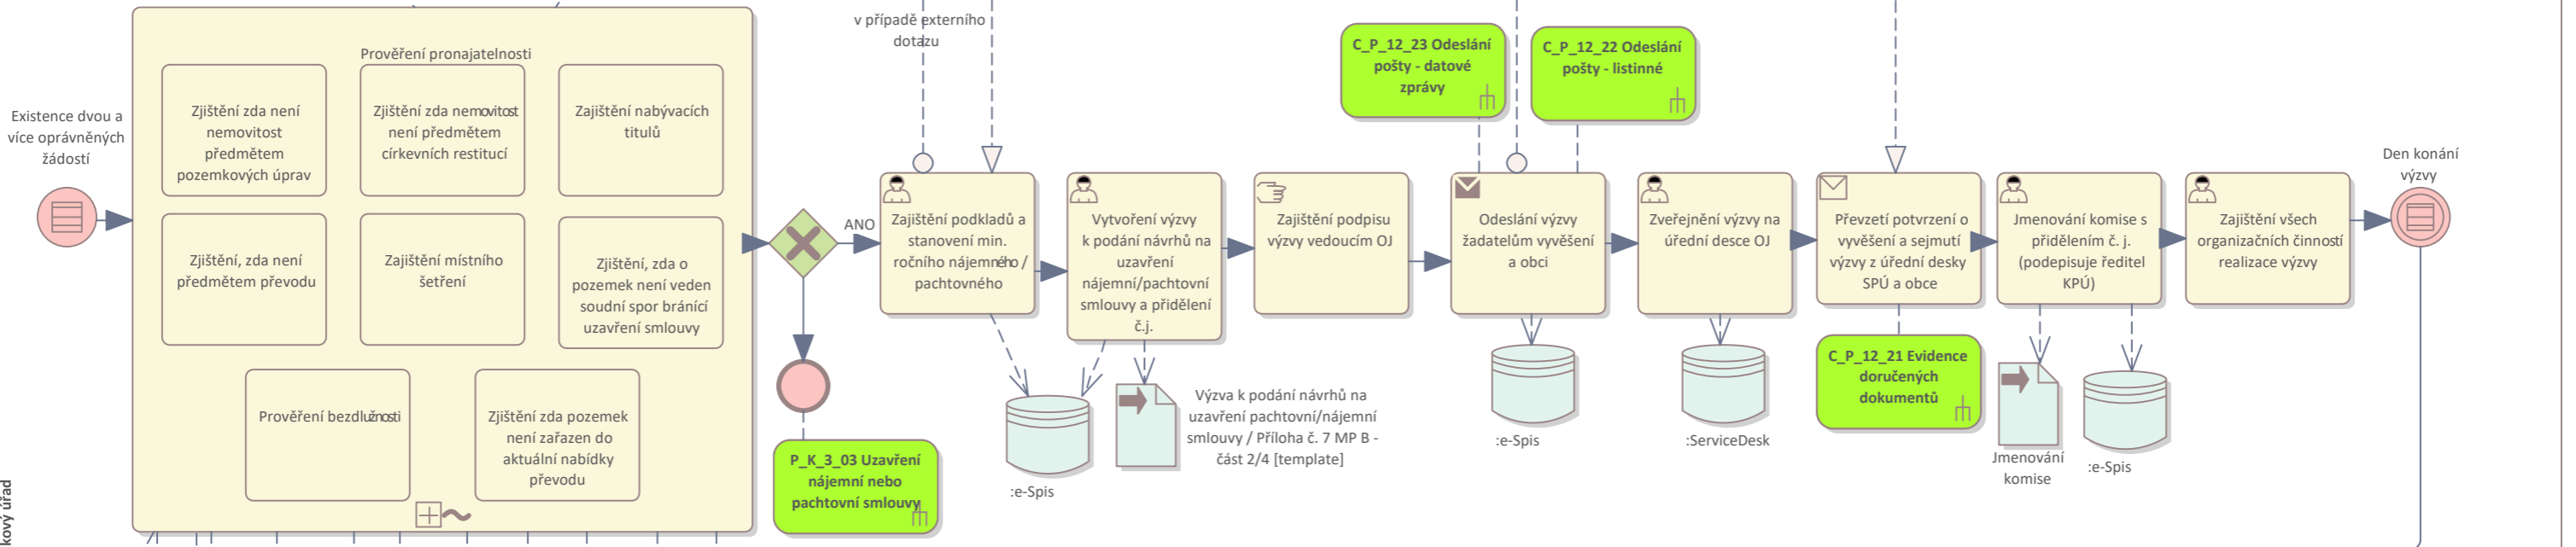 Existence dvou a
více oprávněných
žádostí
Prověření pronajatelnosti
Zjištění zda není
nemovitost
předmětem
pozemkových úprav
Zjištění zda nemovitost
není předmětem
církevních restitucí
Zajištění nabývacích
titulů
Zjištění, zda není
předmětem převodu
Zajištění místního
šetření
Zjištění, zda o
pozemek není veden
soudní spor bránící
uzavření smlouvy
Prověření bezdlužnosti
Zjištění zda pozemek
není zařazen do
aktuální nabídky
převodu
kový úřad
ANO
P_K_3_03 Uzavření
nájemní nebo
pachtovní smlouvy
v případě externího
dotazu
Zajištění podkladů a
stanovení min.
ročního nájemného /
pachtovného
Vytvoření výzvy
k podání návrhů na
uzavření
nájemní/pachtovní
smlouvy a přidělení
č.j.
:e-Spis
Výzva k podání návrhů na
uzavření pachtovní/nájemní
smlouvy / Příloha č. 7 MP B -
část 2/4 [template]
Zajištění podpisu
výzvy vedoucím OJ
C_P_12_23 Odeslání
pošty - datové
zprávy
C_P_12_22 Odeslání
pošty - listinné
Odeslání výzvy
žadatelům vyvěšení
a obci
:e-Spis
Zveřejnění výzvy na
úřední desce OJ
:ServiceDesk
Převzetí potvrzení o
vyvěšení a sejmutí
výzvy z úřední desky
SPÚ a obce
C_P_12_21 Evidence
doručených
dokumentů
Jmenování komise s
přidělením č. j.
(podepisuje ředitel
KPÚ)
Jmenování
komise
:e-Spis
Zajištění všech
organizačních činností
realizace výzvy
Den konání
výzvy